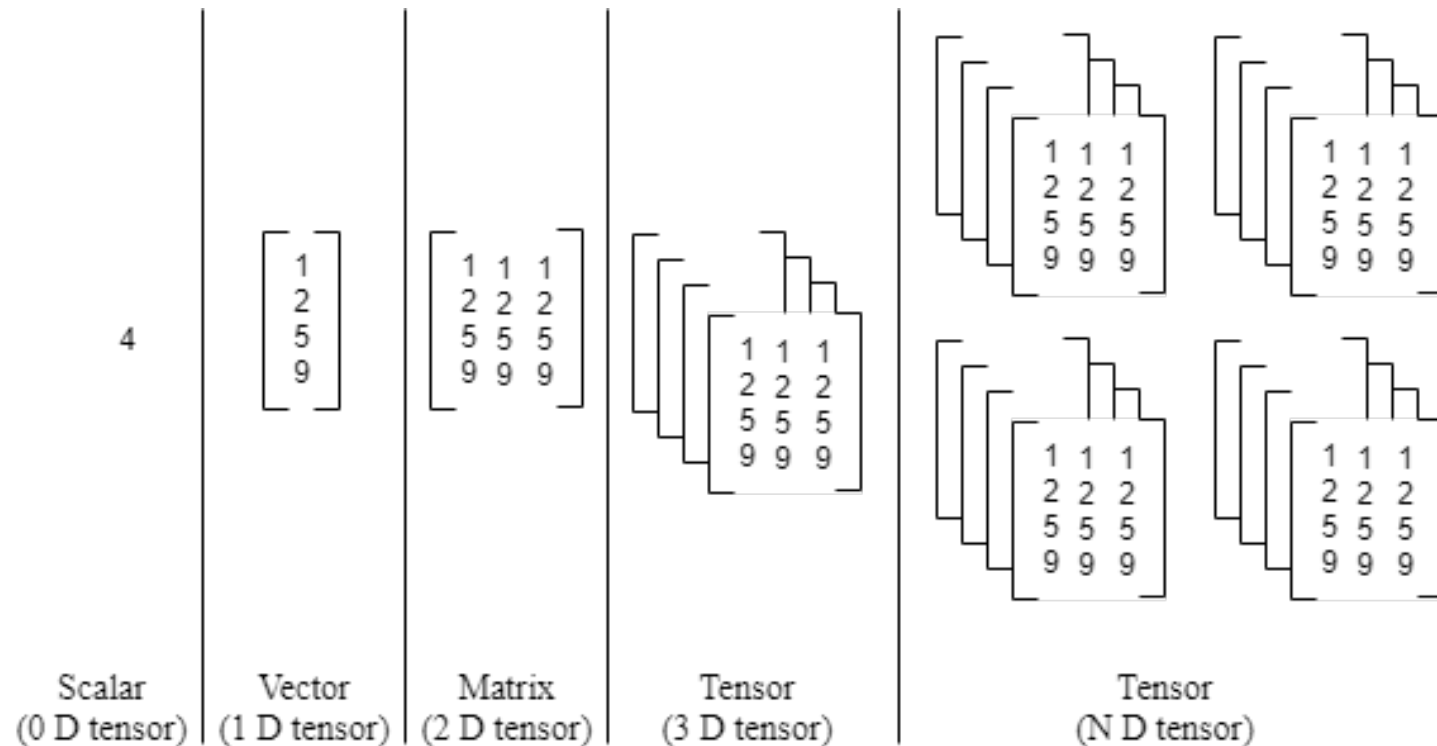 4
1
2
5
9
1 1 1
2 2 2
5 5 5
9 9 9
1 1 1
2 2 2
5 5 5
9 9 9
1 1 1
2 2 2
5 5 5
9 9 9
1 1 1
2 2 2
5 5 5
9 9 9
1 1 1
2 2 2
5 5 5
9 9 9
1 1 1
2 2 2
5 5 5
9 9 9
Scalar
(0 D tensor)
Vector
(1 D tensor)
Matrix
(2 D tensor)
Tensor
(3 D tensor)
Tensor
(N D tensor)